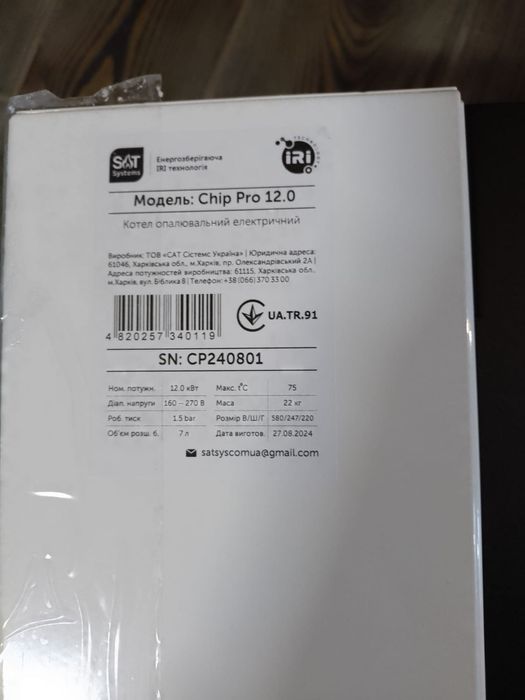 SAT
Systems
Енергозберігаюча
IRI технологія
TECHNOLOGY
iRi
Модель: Chip Pro 12.0
Котел опалювальний електричний
Виробник: ТОВ «САТ Сістемс Україна» | Юридична адреса:
61046, Харківська обл., м.Харків, пр. Олександрівський 2А |
Адреса потужностей виробництва: 61115, Харківська обл.,
м.Харків, вул. Біблика 8 | Телефон: +38 (066) 370 33 00
4 820257 340119
UA.TR.91
SN: CP240801
Ном. потужн. 12.0 кВт Макс. t°C 75
Діап. напруги 160 – 270 В Маса 22 кг
Роб. тиск 1.5 bar Розмір В/Ш/Г 580/247/220
Об'єм розш. б. 7 л Дата виготов. 27.08.2024
satsyscomua@gmail.com